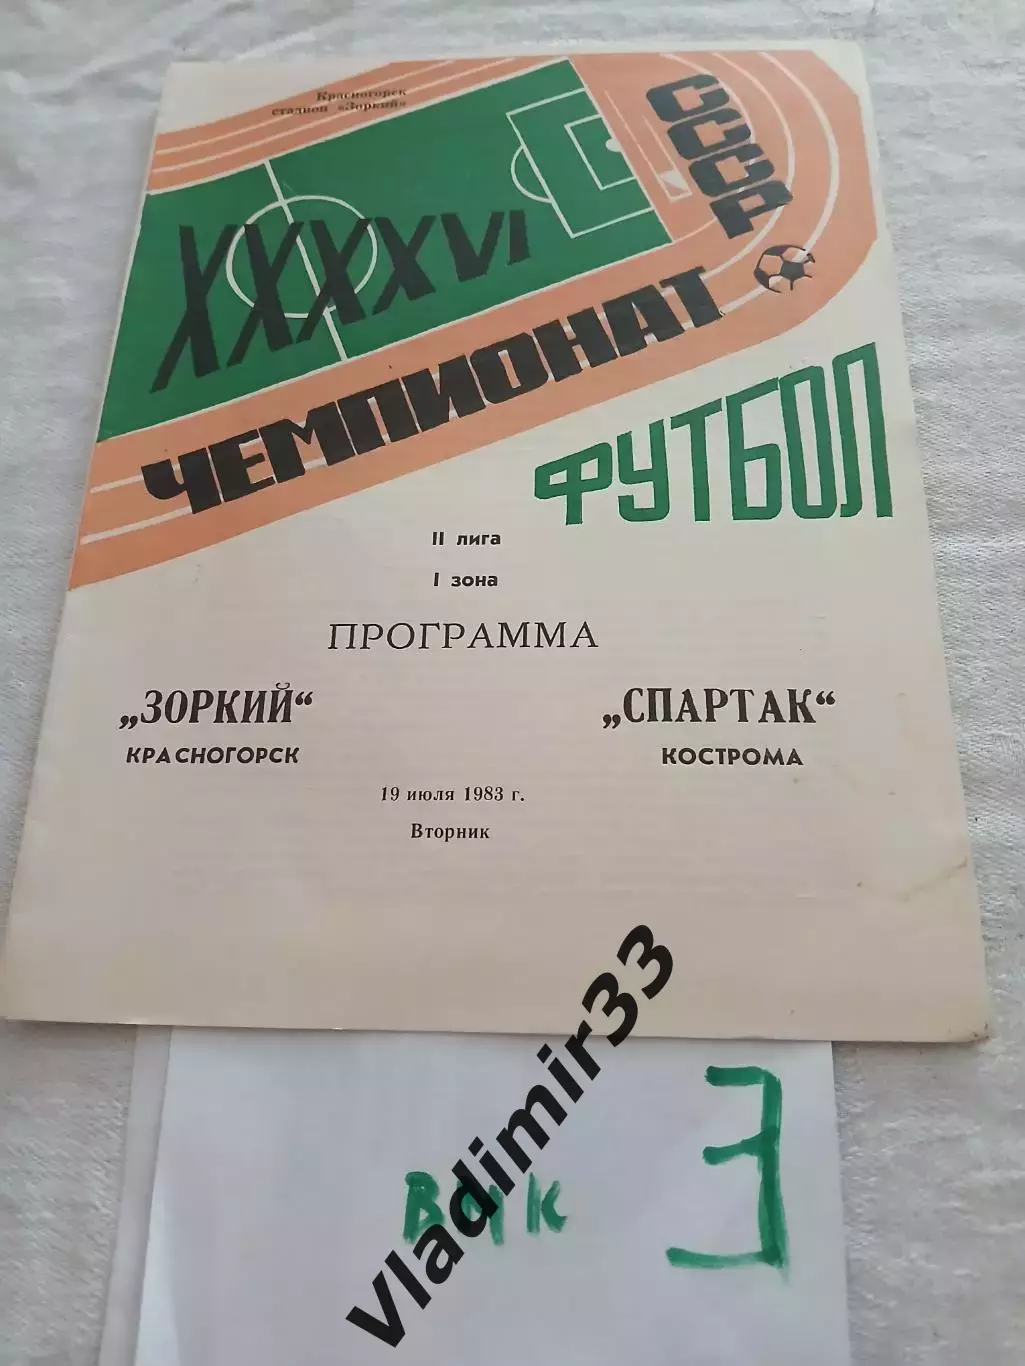 Красногорск
стадион «Зоркий»
СССР
XXXXVI
ЧЕМПИОНАТ
ФУТБОЛ
II лига
I зона
ПРОГРАММА
„ЗОРКИЙ“
КРАСНОГОРСК
„СПАРТАК“
КОСТРОМА
19 июля 1983 г.
Вторник
Vladimir33
3